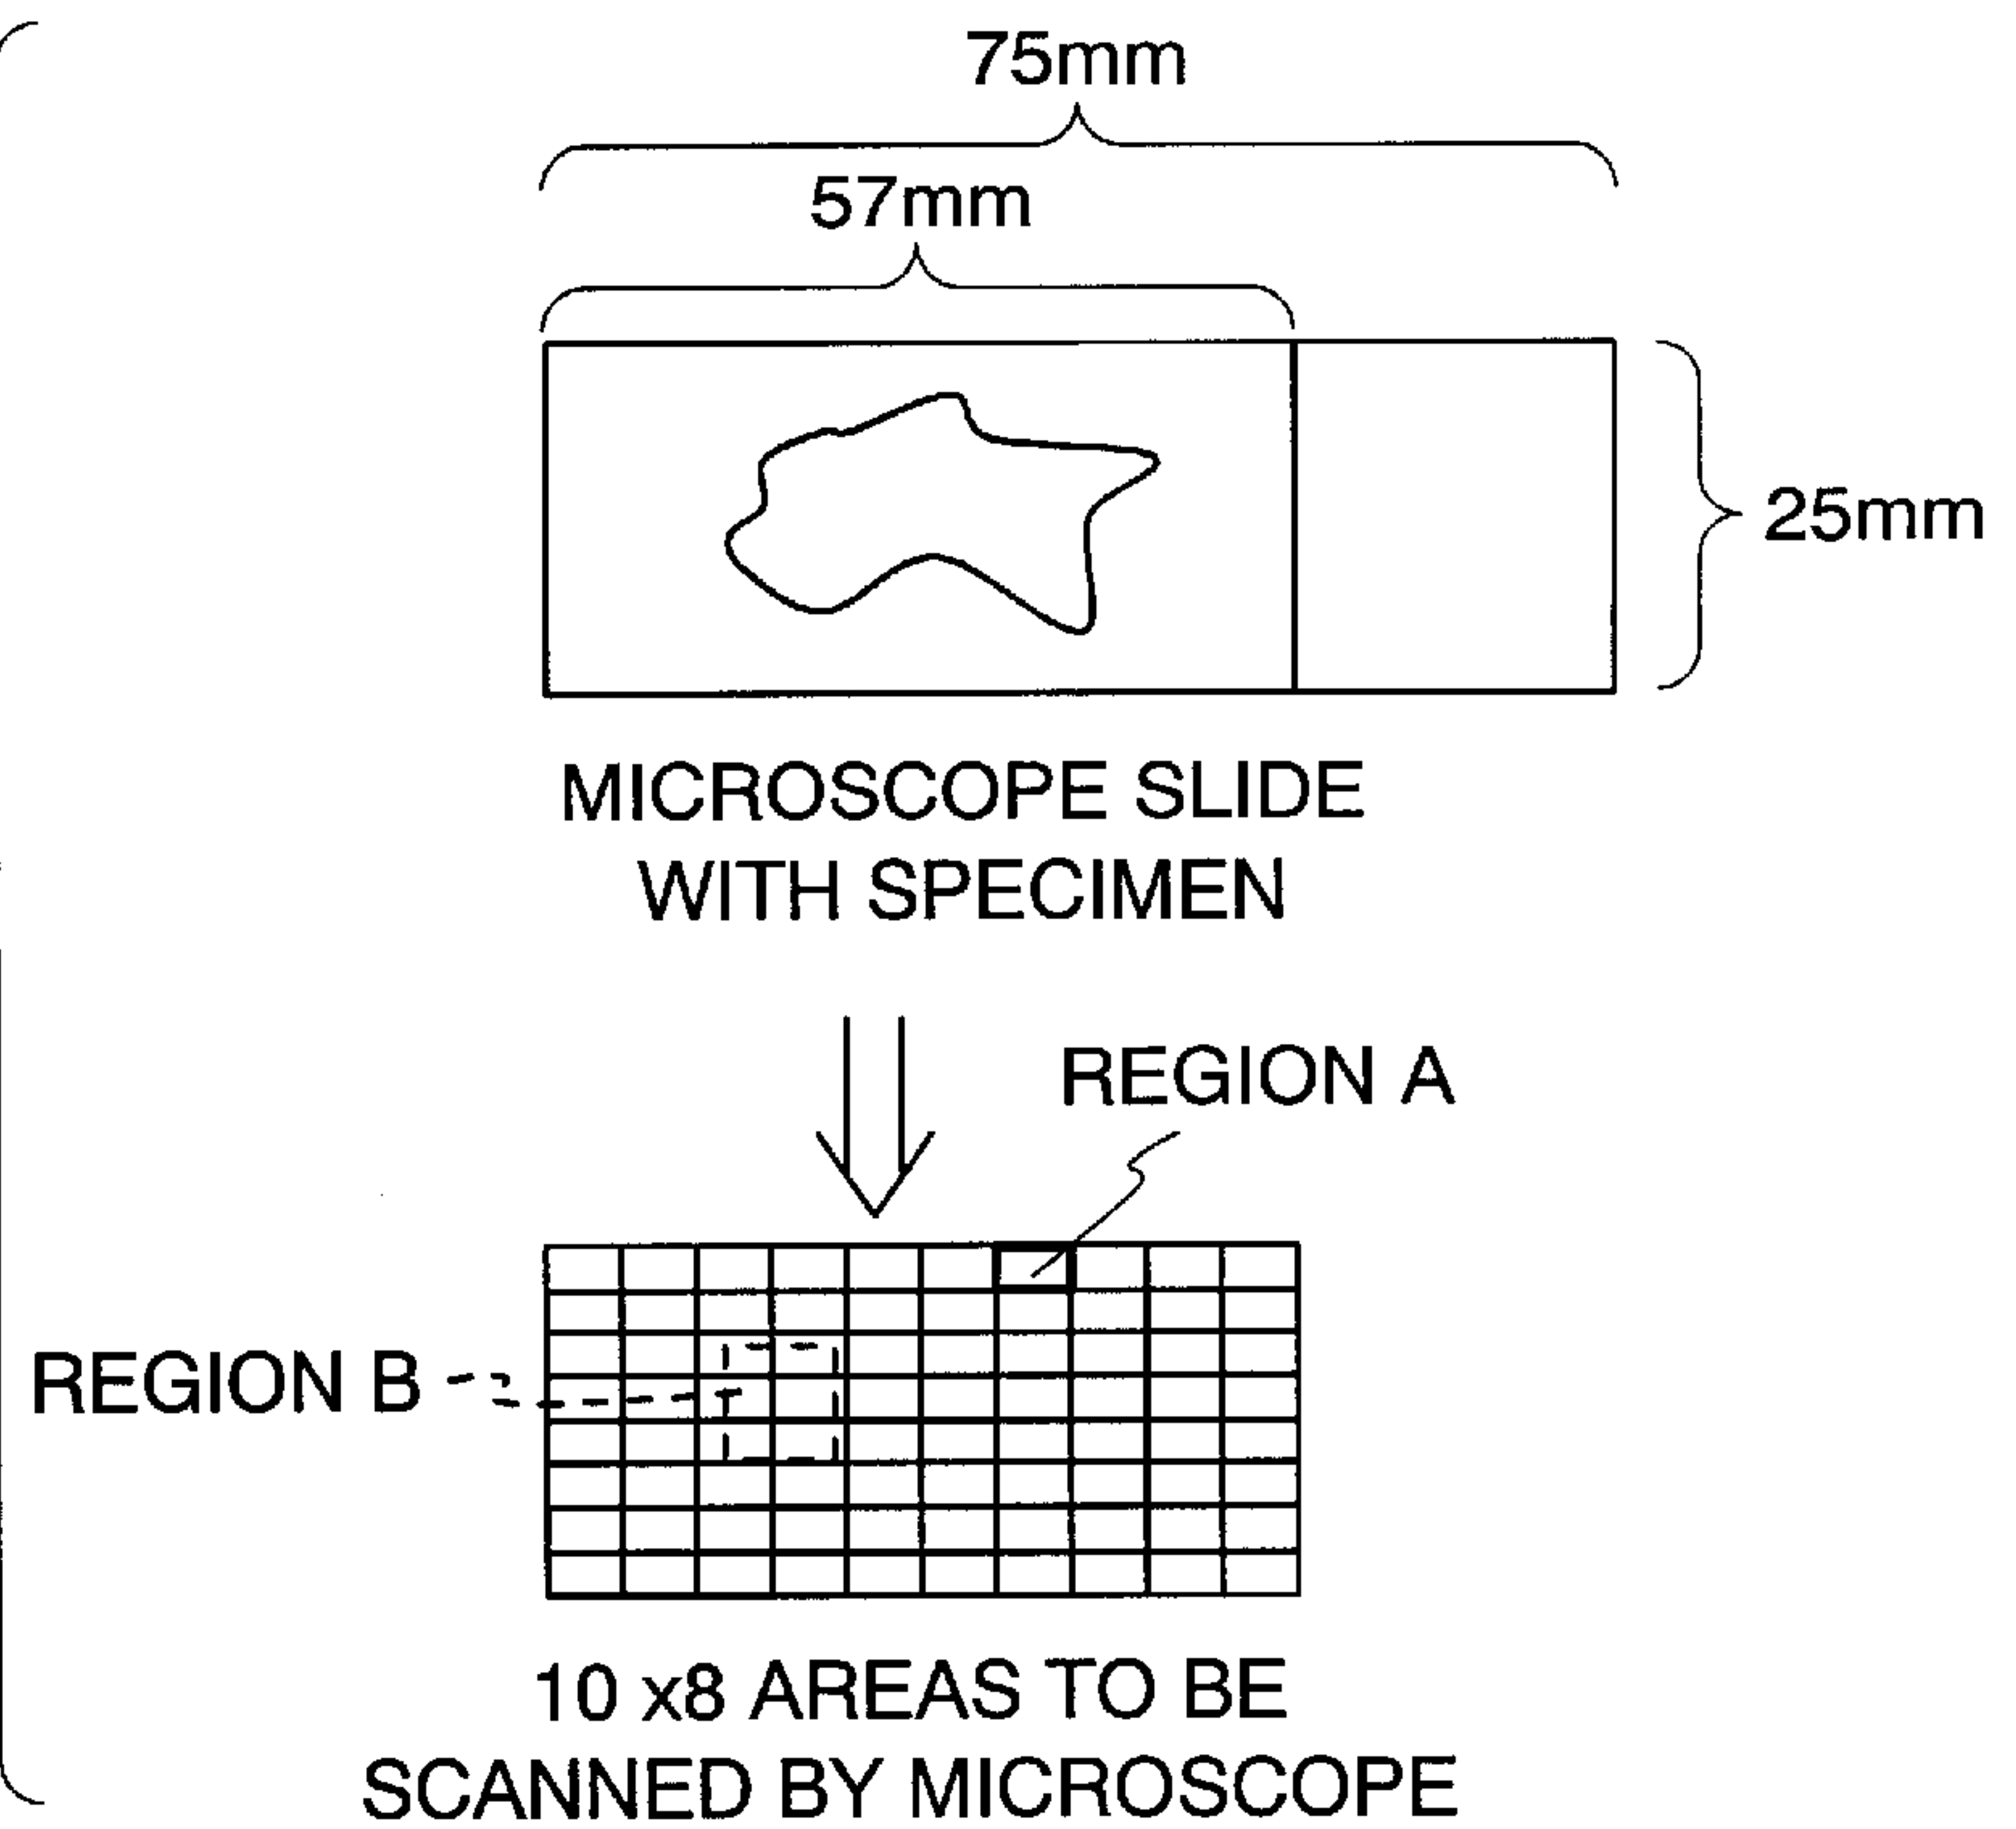 75mm
57mm
25mm
MICROSCOPE SLIDE
WITH SPECIMEN
REGION A
REGION B
10 x8 AREAS TO BE
SCANNED BY MICROSCOPE